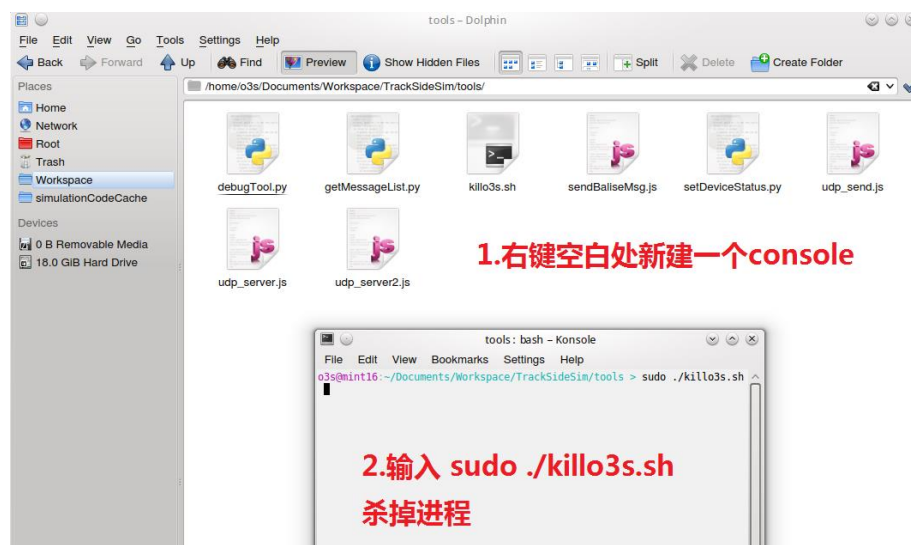 tools – Dolphin
File Edit View Go Tools Settings Help
Back Forward Up Find Preview Show Hidden Files Split Delete Create Folder
Places
/home/o3s/Documents/Workspace/TrackSideSim/tools/
Home
Network
Root
Trash
Workspace
simulationCodeCache
Devices
0 B Removable Media
18.0 GiB Hard Drive
debugTool.py getMessageList.py killo3s.sh sendBaliseMsg.js setDeviceStatus.py udp_send.js
udp_server.js udp_server2.js
1.右键空白处新建一个console
tools : bash – Konsole
File Edit View Bookmarks Settings Help
o3s@mint16:~/Documents/Workspace/TrackSideSim/tools > sudo ./killo3s.sh
2.输入 sudo ./killo3s.sh
杀掉进程